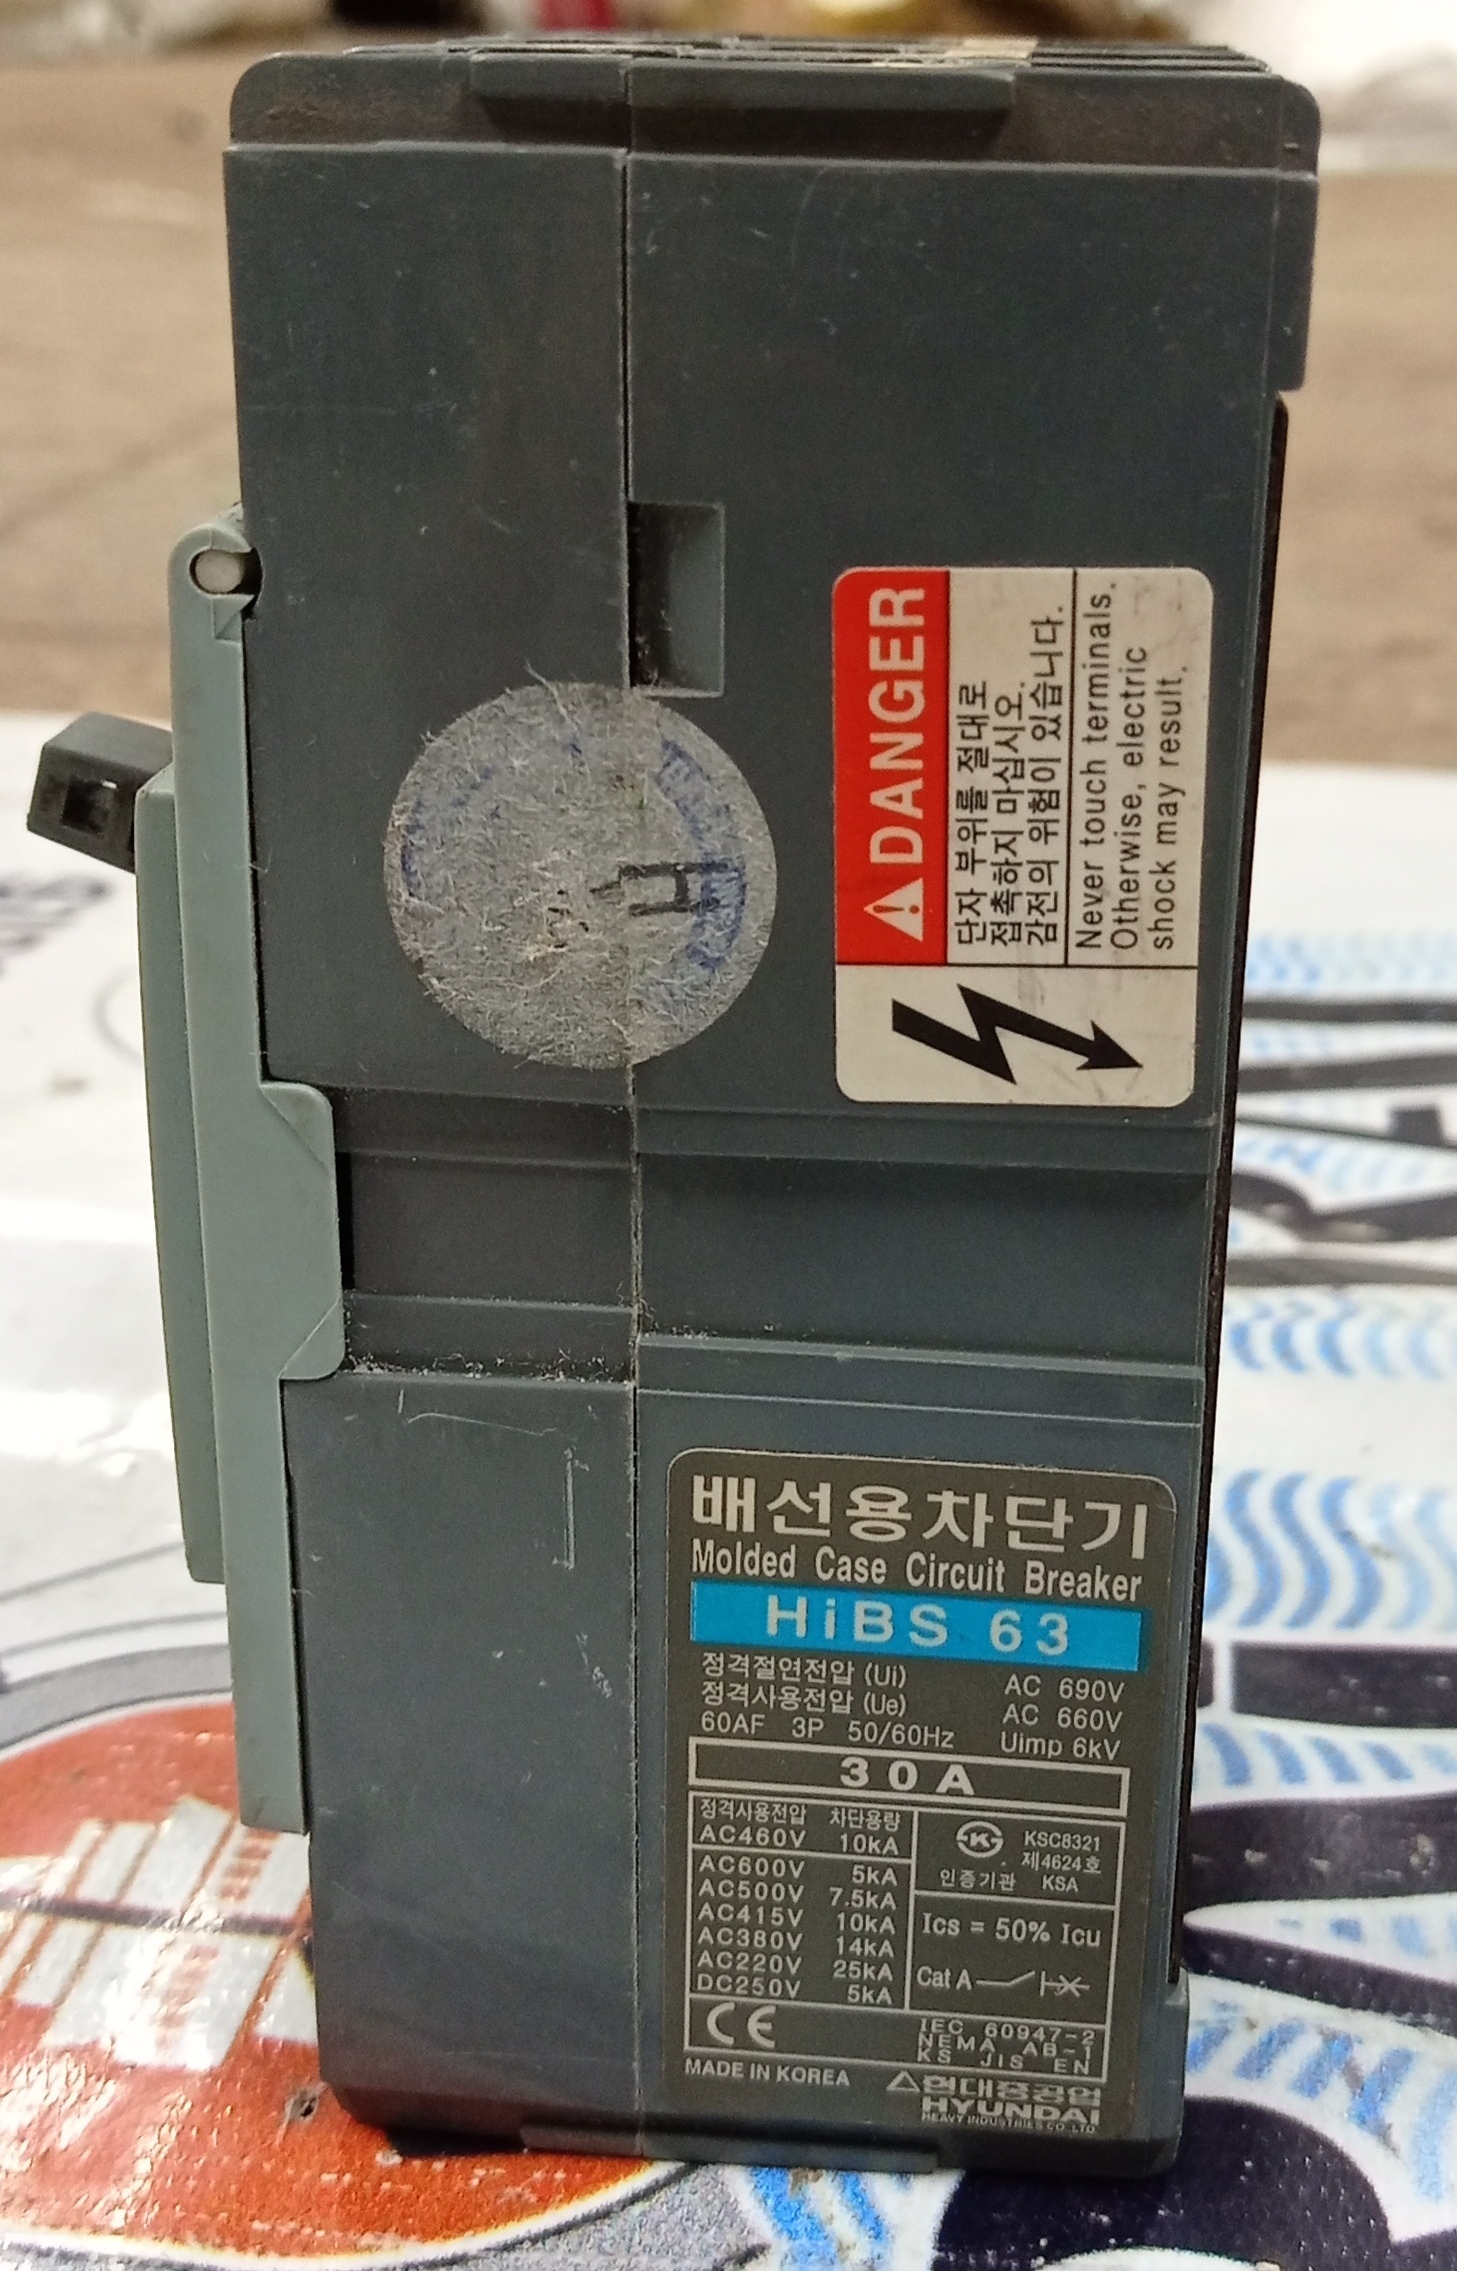 DANGER
단자 부위를 절대로
접촉하지 마십시오.
감전의 위험이 있습니다.
Never touch terminals.
Otherwise, electric
shock may result.
배선용차단기
Molded Case Circuit Breaker
HiBS 63
정격절연전압 (Ui) AC 690V
정격사용전압 (Ue) AC 660V
60AF 3P 50/60Hz Uimp 6kV
30A
정격사용전압 차단용량
AC460V 10kA
AC600V 5kA
AC500V 7.5kA
AC415V 10kA
AC380V 14kA
AC220V 25kA
DC250V 5kA
KSC8321
제4624호
인증기관 KSA
Ics = 50% Icu
Cat A
CE
IEC 60947-2
NEMA AB-1
KS JIS EN
MADE IN KOREA
현대중공업
HYUNDAI
HEAVY INDUSTRIES CO.,LTD.